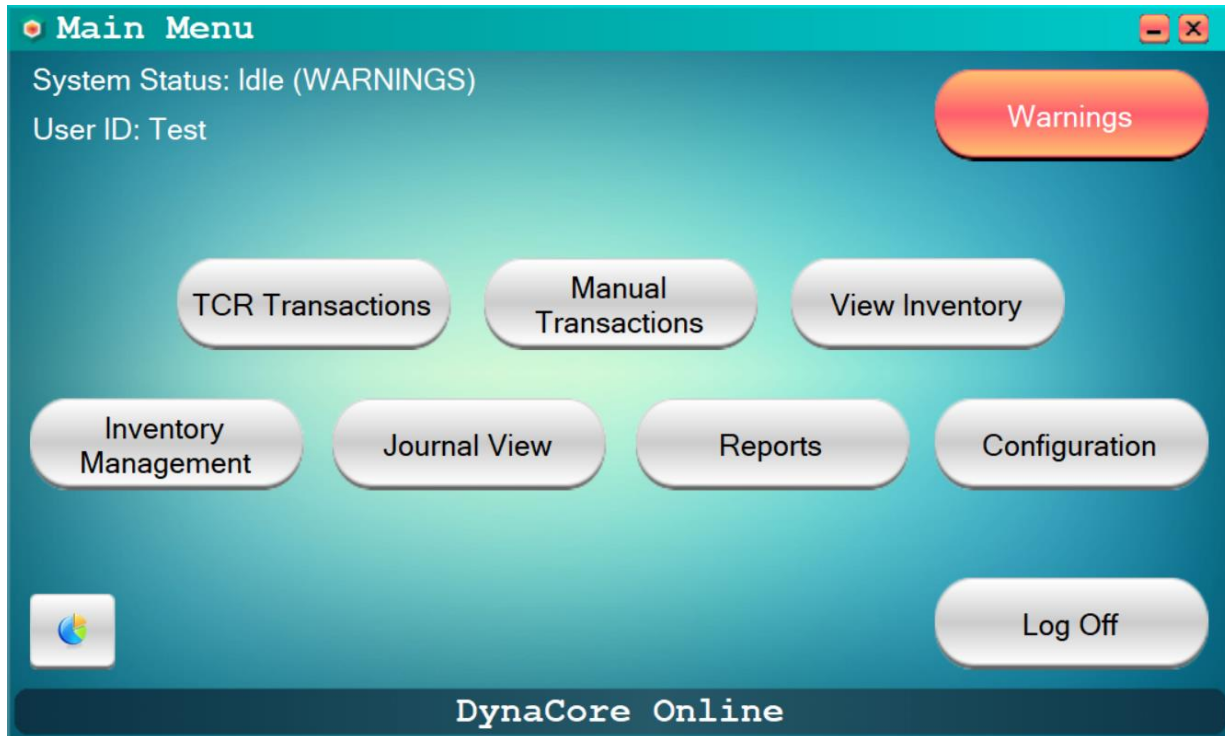 Main Menu
System Status: Idle (WARNINGS)
User ID: Test
Warnings
TCR Transactions
Manual
Transactions
View Inventory
Inventory
Management
Journal View
Reports
Configuration
Log Off
DynaCore Online